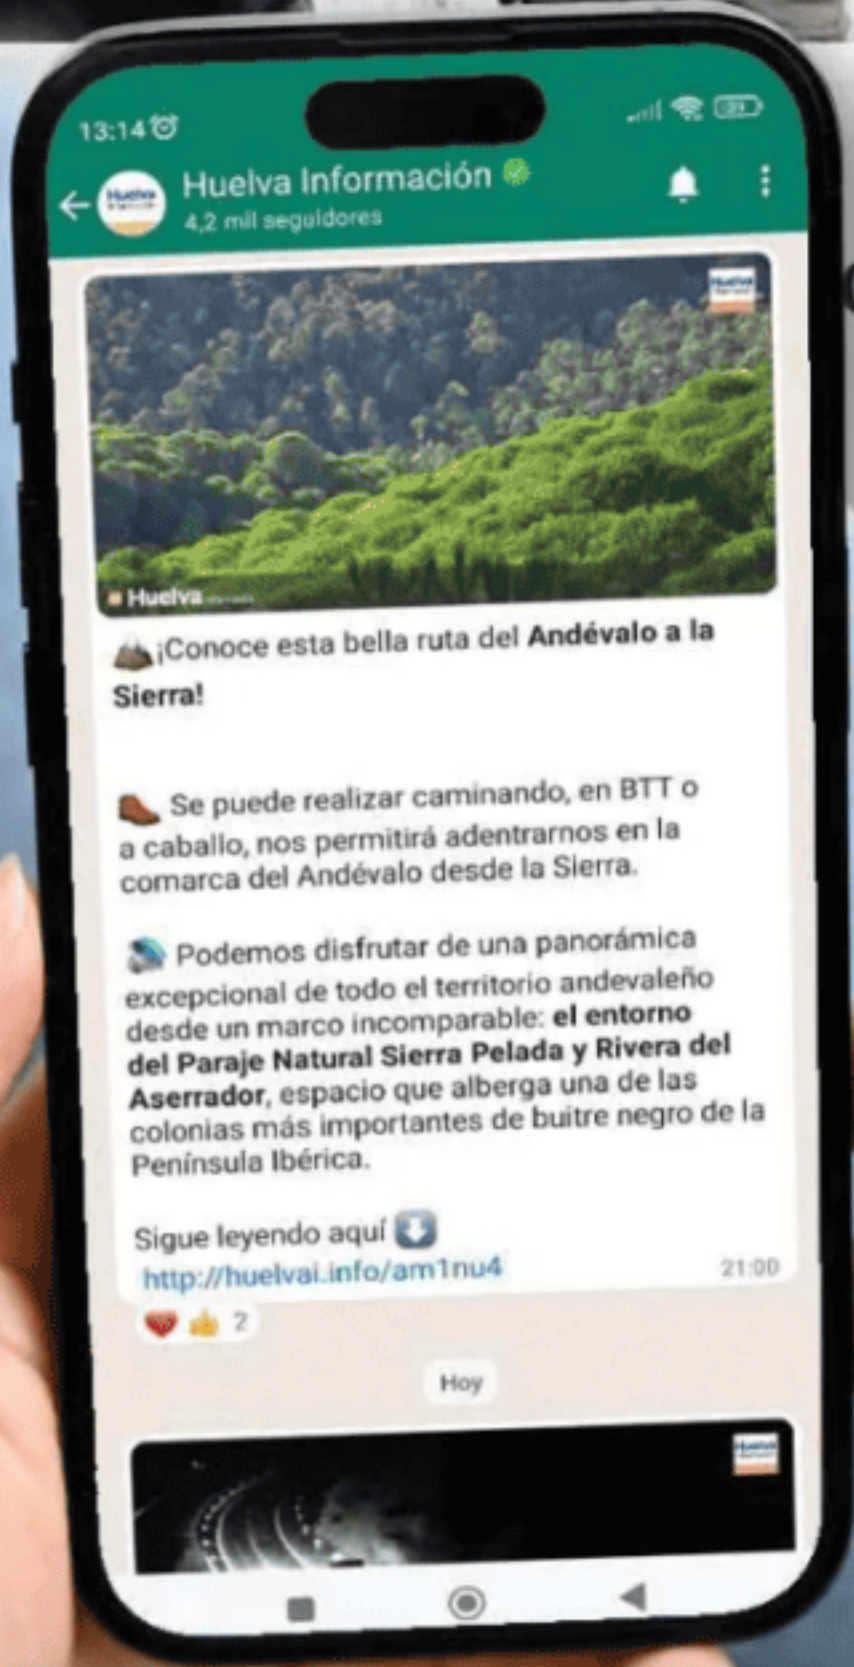 13:14
Huelva Información
4,2 mil seguidores
Huelva
Huelva
Huelva
¡Conoce esta bella ruta del Andévalo a la
Sierra!
Se puede realizar caminando, en BTT o
a caballo, nos permitirá adentrarnos en la
comarca del Andévalo desde la Sierra.
Podemos disfrutar de una panorámica
excepcional de todo el territorio andevaleño
desde un marco incomparable: el entorno
del Paraje Natural Sierra Pelada y Rivera del
Aserrador, espacio que alberga una de las
colonias más importantes de buitre negro de la
Península Ibérica.
Sigue leyendo aquí
http://huelvai.info/am1nu4
21:00
2
Hoy
Huelva